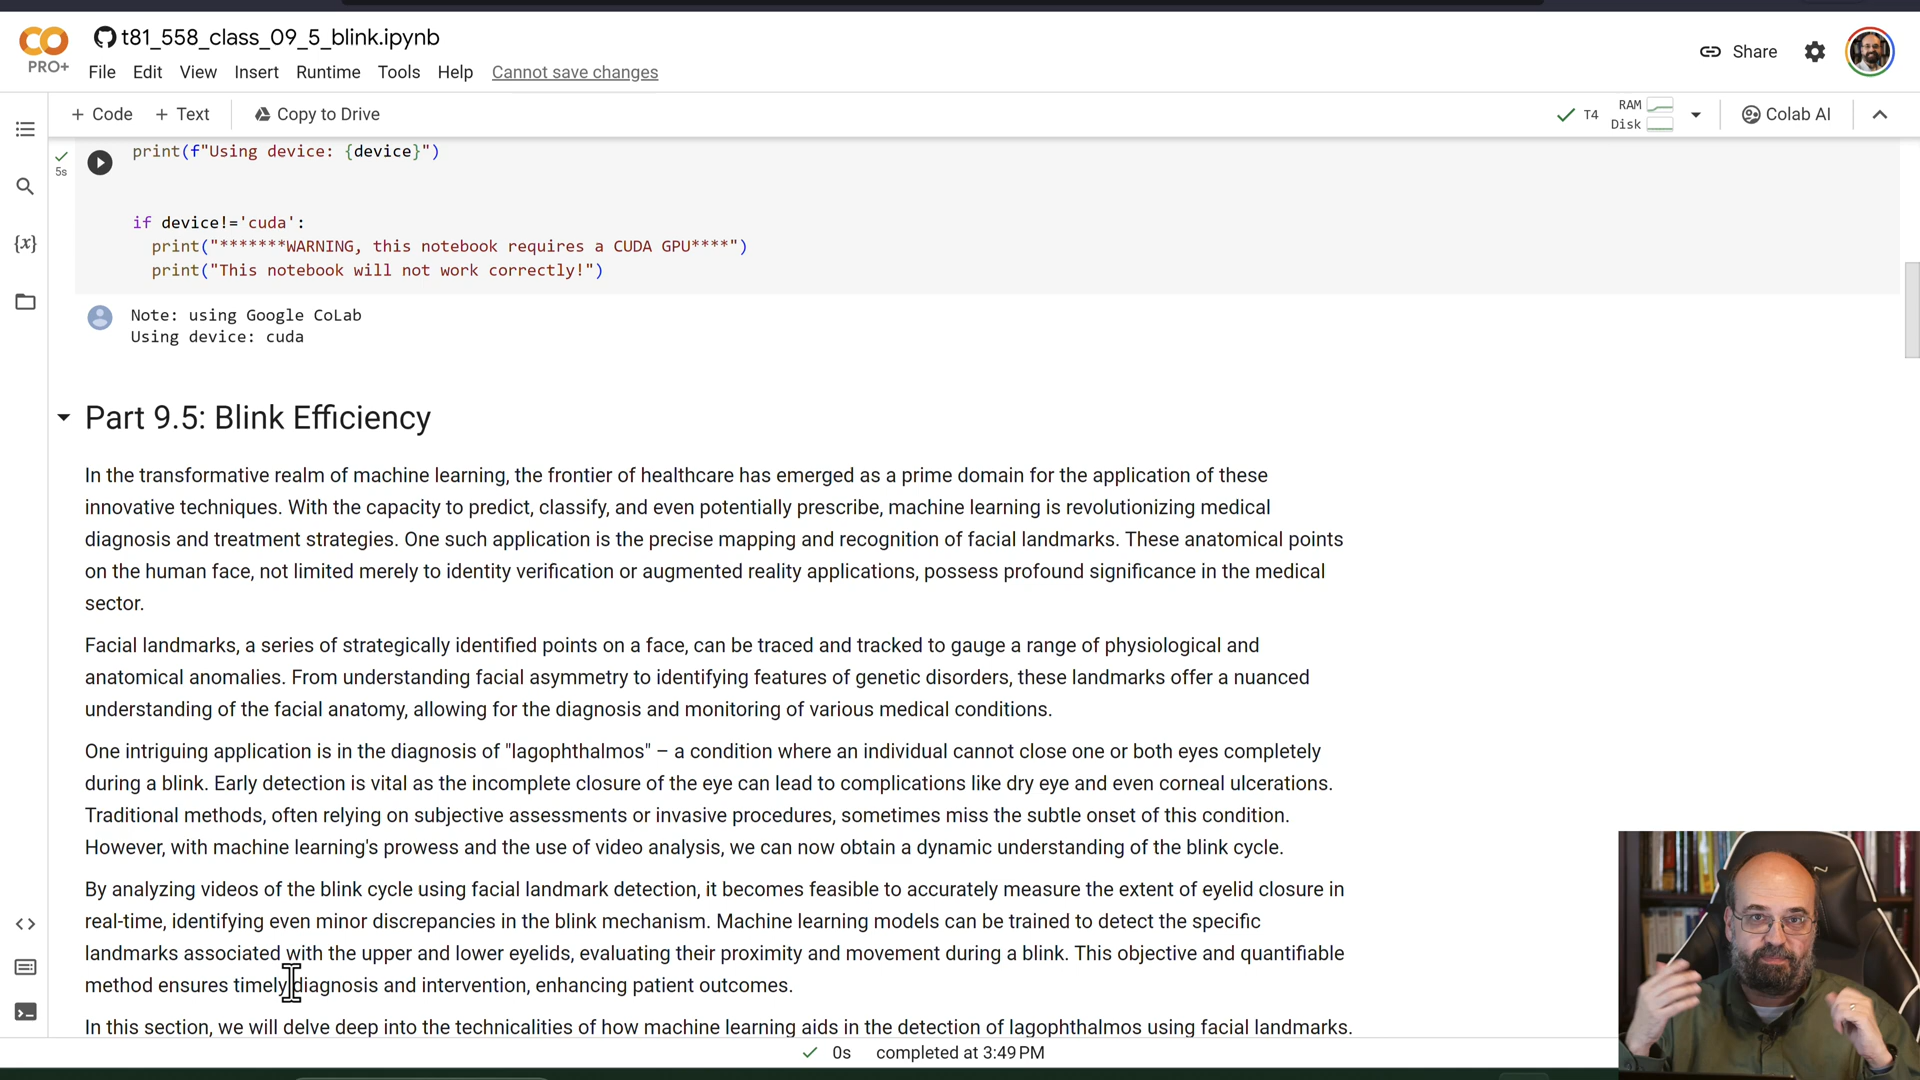 t81_558_class_09_5_blink.ipynb
PRO+
File Edit View Insert Runtime Tools Help Cannot save changes
Share
+ Code + Text Copy to Drive
T4
RAM
Disk
Colab AI
5s
print(f"Using device: {device}")
if device!='cuda':
print("*******WARNING, this notebook requires a CUDA GPU****")
print("This notebook will not work correctly!")
{x}
Note: using Google CoLab
Using device: cuda
Part 9.5: Blink Efficiency
In the transformative realm of machine learning, the frontier of healthcare has emerged as a prime domain for the application of these
innovative techniques. With the capacity to predict, classify, and even potentially prescribe, machine learning is revolutionizing medical
diagnosis and treatment strategies. One such application is the precise mapping and recognition of facial landmarks. These anatomical points
on the human face, not limited merely to identity verification or augmented reality applications, possess profound significance in the medical
sector.
Facial landmarks, a series of strategically identified points on a face, can be traced and tracked to gauge a range of physiological and
anatomical anomalies. From understanding facial asymmetry to identifying features of genetic disorders, these landmarks offer a nuanced
understanding of the facial anatomy, allowing for the diagnosis and monitoring of various medical conditions.
One intriguing application is in the diagnosis of "lagophthalmos" – a condition where an individual cannot close one or both eyes completely
during a blink. Early detection is vital as the incomplete closure of the eye can lead to complications like dry eye and even corneal ulcerations.
Traditional methods, often relying on subjective assessments or invasive procedures, sometimes miss the subtle onset of this condition.
However, with machine learning's prowess and the use of video analysis, we can now obtain a dynamic understanding of the blink cycle.
By analyzing videos of the blink cycle using facial landmark detection, it becomes feasible to accurately measure the extent of eyelid closure in
real-time, identifying even minor discrepancies in the blink mechanism. Machine learning models can be trained to detect the specific
landmarks associated with the upper and lower eyelids, evaluating their proximity and movement during a blink. This objective and quantifiable
method ensures timely diagnosis and intervention, enhancing patient outcomes.
In this section, we will delve deep into the technicalities of how machine learning aids in the detection of lagophthalmos using facial landmarks.
0s completed at 3:49 PM